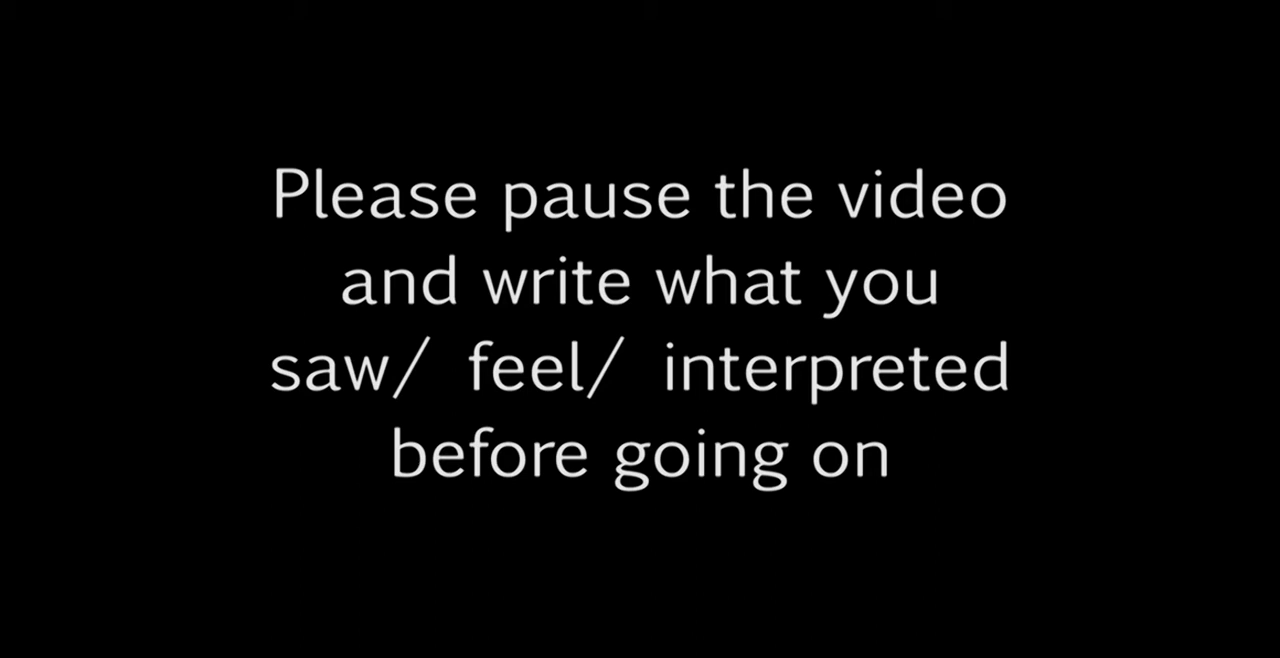 Please pause the video
and write what you
saw/ feel/ interpreted
before going on